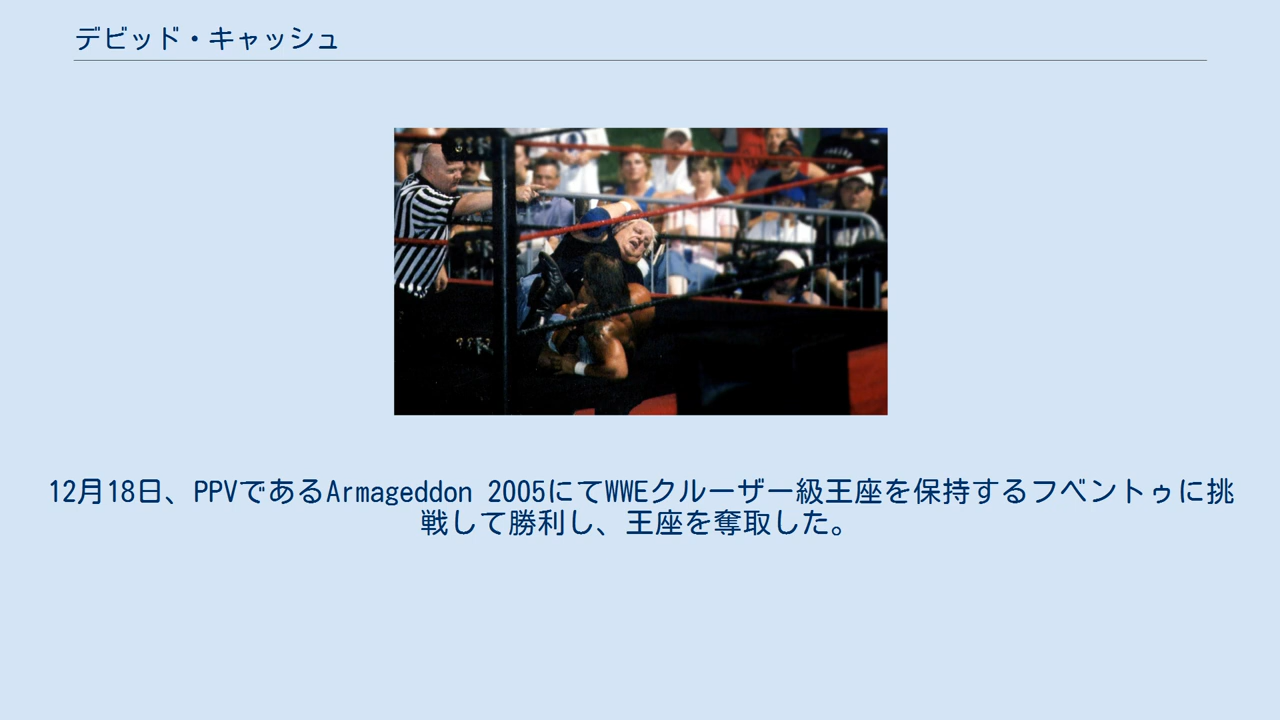 デビッド・キャッシュ
12月18日、PPVであるArmageddon 2005にてWWEクルーザー級王座を保持するフベントゥに挑
戦して勝利し、王座を奪取した。